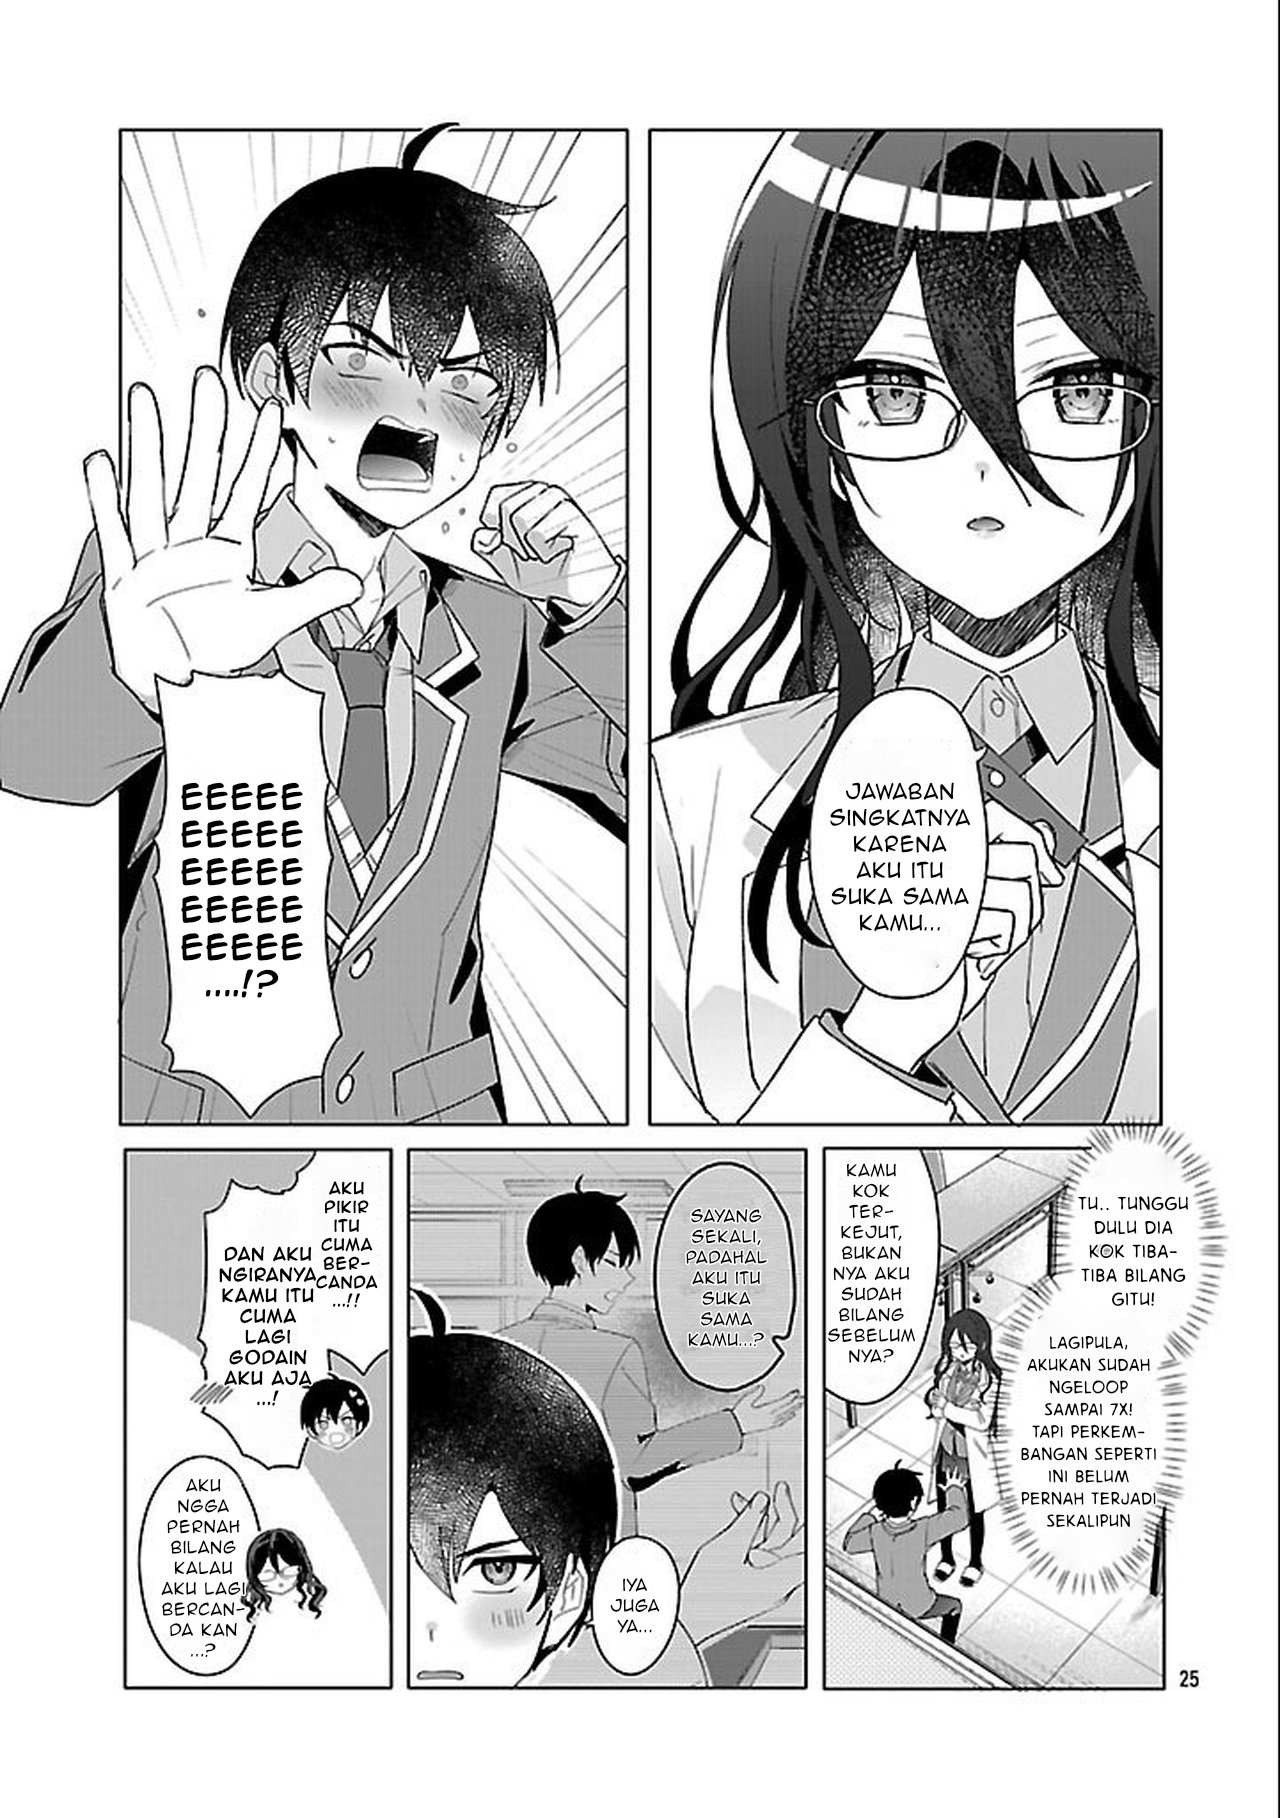 JAWABAN
SINGKATNYA
KARENA
AKU ITU
SUKA SAMA
KAMU...
EEEEE
EEEEE
EEEEE
EEEEE
EEEEE
....!?
TU.. TUNGGU
DULU DIA
KOK TIBA-
TIBA BILANG
GITU!
LAGIPULA,
AKUKAN SUDAH
NGELOOP
SAMPAI 7X!
TAPI PERKEM-
BANGAN SEPERTI
INI BELUM
PERNAH TERJADI
SEKALIPUN
KAMU
KOK
TER-
KEJUT,
BUKAN
NYA AKU
SUDAH
BILANG
SEBELUM
NYA?
SAYANG
SEKALI,
PADAHAL
AKU ITU
SUKA
SAMA
KAMU...?
IYA
JUGA
YA...
AKU
PIKIR
ITU
CUMA
BER-
CANDA
...!!
DAN AKU
NGIRANYA
KAMU ITU
CUMA
LAGI
GODAIN
AKU AJA
...!
AKU
NGGA
PERNAH
BILANG
KALAU
AKU LAGI
BERCAN-
DA KAN
...?
25